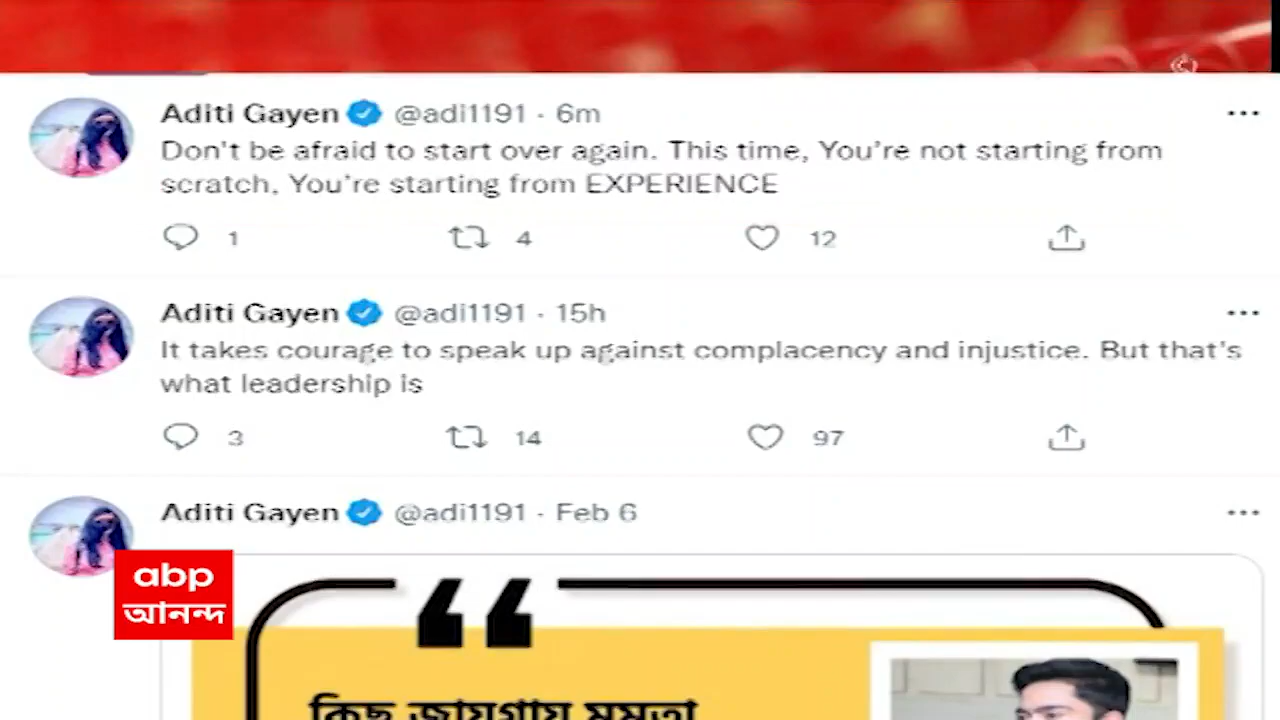 Aditi Gayen @adi1191 · 6m
Don't be afraid to start over again. This time, You're not starting from
scratch, You're starting from EXPERIENCE
1 4 12
Aditi Gayen @adi1191 · 15h
It takes courage to speak up against complacency and injustice. But that's
what leadership is
3 14 97
Aditi Gayen @adi1191 · Feb 6
abp
আনন্দ
কিছু জায়গায় মমতা